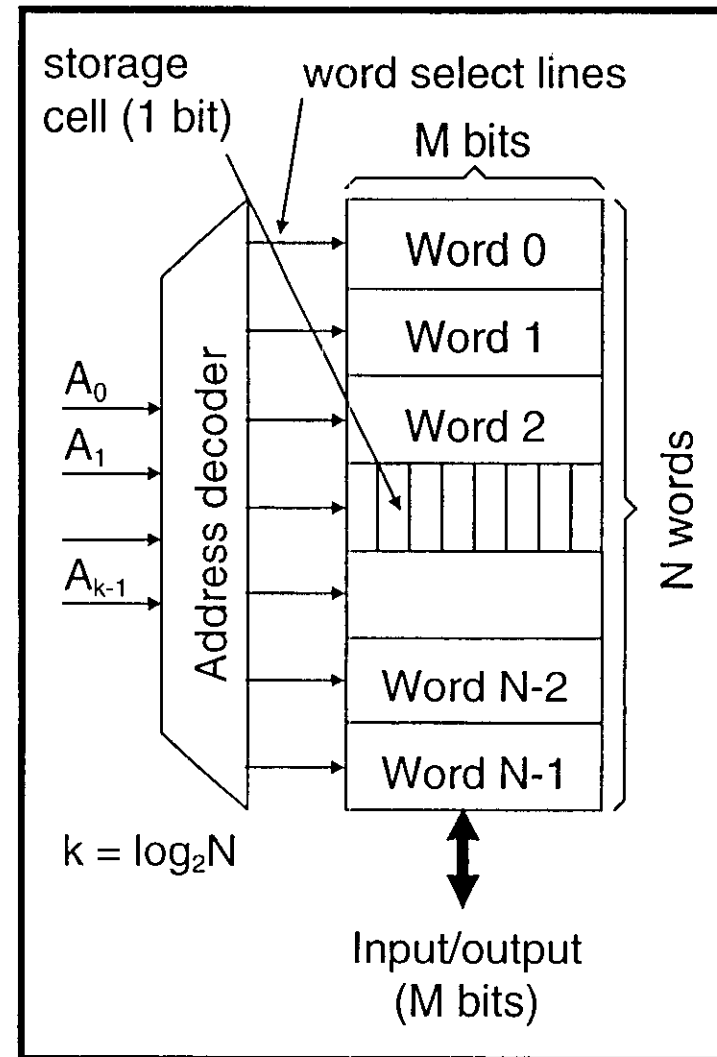 storage
cell (1 bit)
word select lines
M bits
Word 0
Word 1
Word 2
Word N-2
Word N-1
N words
A₀
A₁
Aₖ₋₁
Address decoder
k = log₂N
Input/output
(M bits)